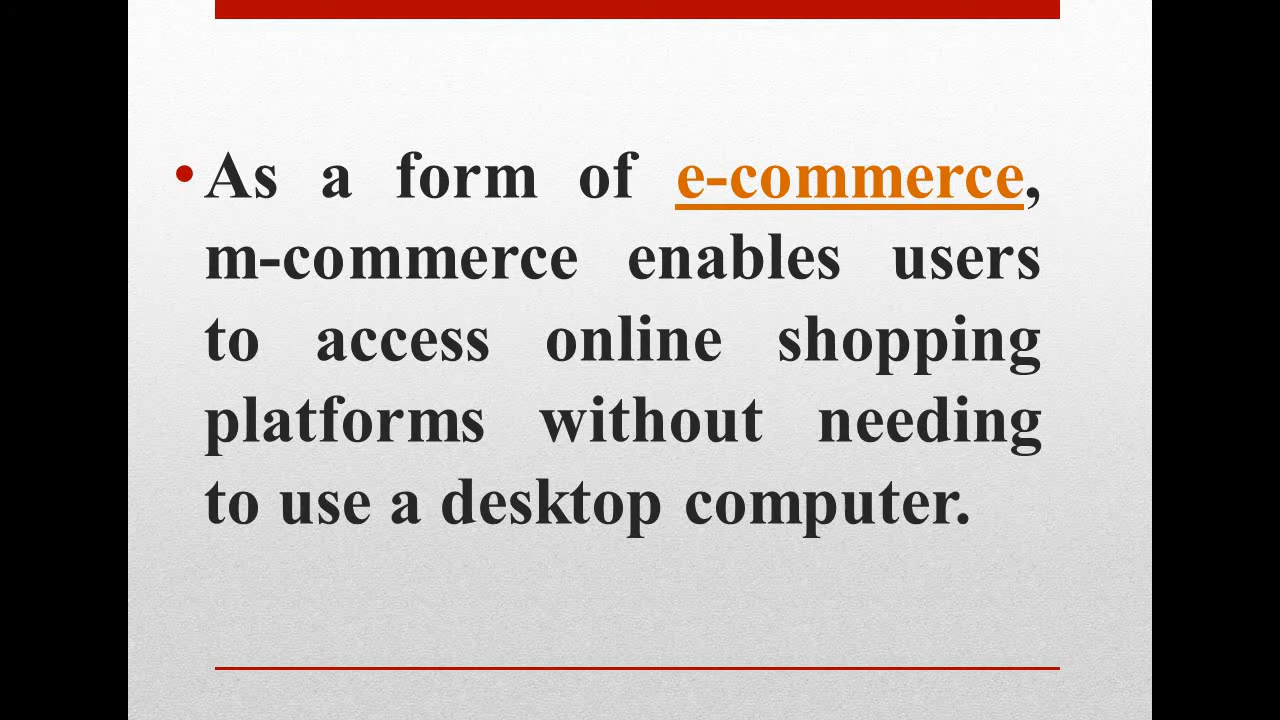 • As a form of e-commerce,
m-commerce enables users
to access online shopping
platforms without needing
to use a desktop computer.